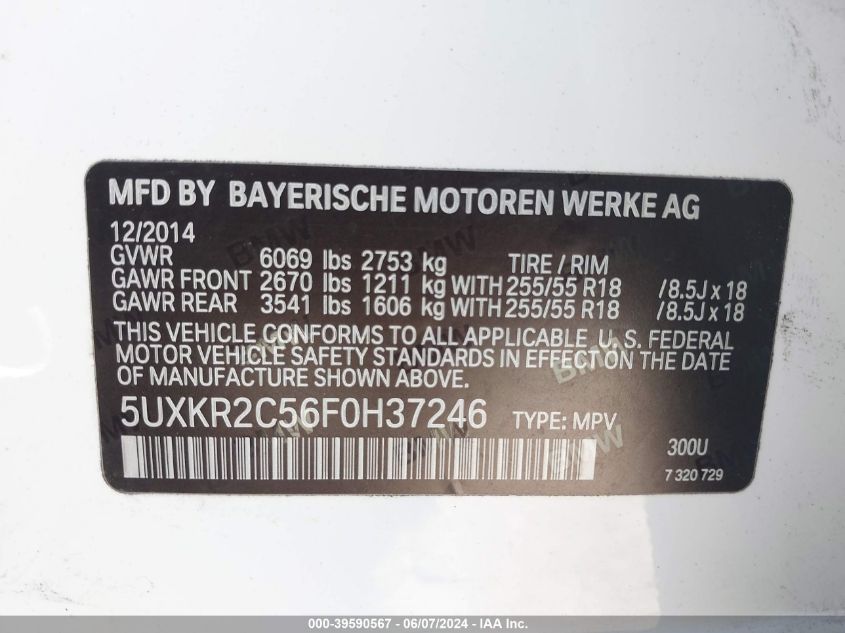 MFD BY BAYERISCHE MOTOREN WERKE AG
12/2014
GVWR 6069 lbs 2753 kg TIRE / RIM
GAWR FRONT 2670 lbs 1211 kg WITH 255/55 R18 /8.5J x 18
GAWR REAR 3541 lbs 1606 kg WITH 255/55 R18 /8.5J x 18
THIS VEHICLE CONFORMS TO ALL APPLICABLE U. S. FEDERAL
MOTOR VEHICLE SAFETY STANDARDS IN EFFECT ON THE DATE
OF MANUFACTURE SHOWN ABOVE.
5UXKR2C56F0H37246 TYPE: MPV
300U
7 320 729
000-39590567 - 06/07/2024 - IAA Inc.